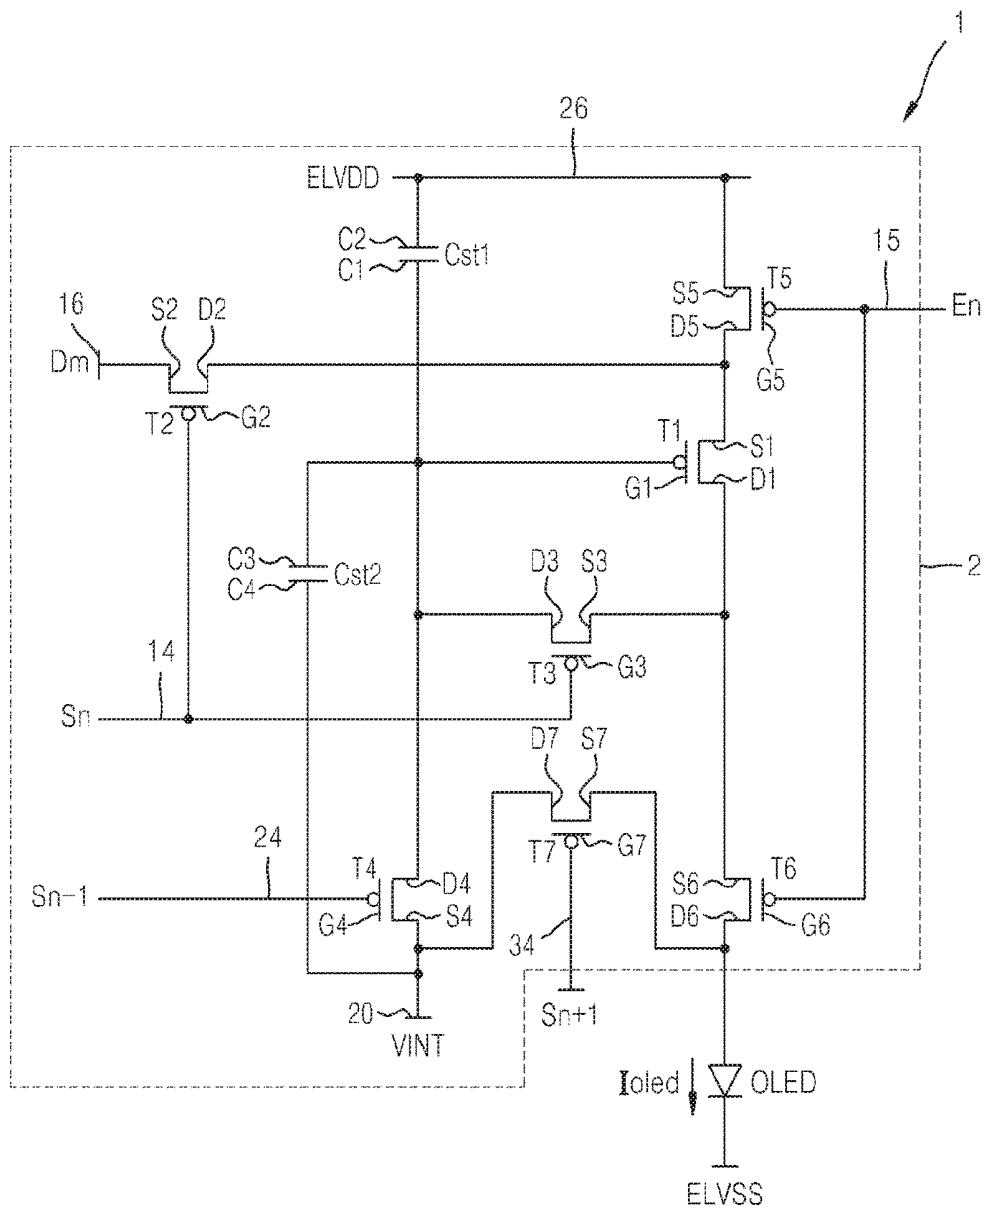 1
26
ELVDD
C2
C1
Cst1
15
16
S2
D2
S5
T5
En
D5
Dm
G5
T2
G2
T1
S1
G1
D1
C3
D3
S3
2
C4
Cst2
14
T3
G3
Sn
D7
S7
24
T4
T7
G7
T6
D4
S6
Sn-1
G4
S4
D6
G6
34
20
Sn+1
VINT
Ioled
OLED
ELVSS